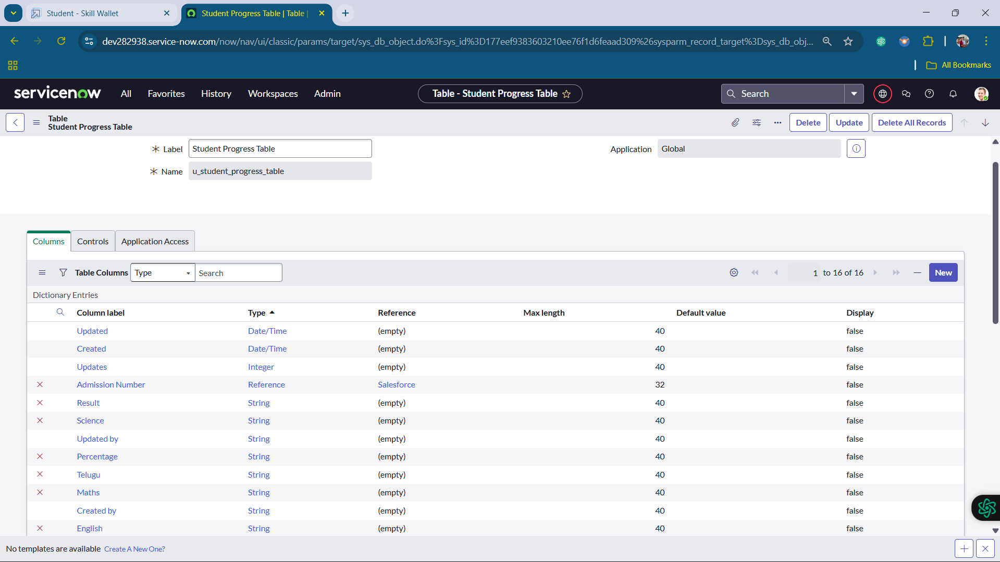 Student - Skill Wallet
Student Progress Table | Table |
dev282938.service-now.com/now/nav/ui/classic/params/target/sys_db_object.do%3Fsys_id%3D177eef9383603210ee76f1d6feaad309%26sysparm_record_target%3Dsys_db_obj...
All Bookmarks
servicenow All Favorites History Workspaces Admin Table - Student Progress Table Search
Table
Student Progress Table
Delete Update Delete All Records
Label Student Progress Table Application Global
Name u_student_progress_table
Columns Controls Application Access
Table Columns Type Search 1 to 16 of 16 New
Dictionary Entries
Column label Type Reference Max length Default value Display
Updated Date/Time (empty) 40 false
Created Date/Time (empty) 40 false
Updates Integer (empty) 40 false
Admission Number Reference Salesforce 32 false
Result String (empty) 40 false
Science String (empty) 40 false
Updated by String (empty) 40 false
Percentage String (empty) 40 false
Telugu String (empty) 40 false
Maths String (empty) 40 false
Created by String (empty) 40 false
English String (empty) 40 false
No templates are available Create A New One?